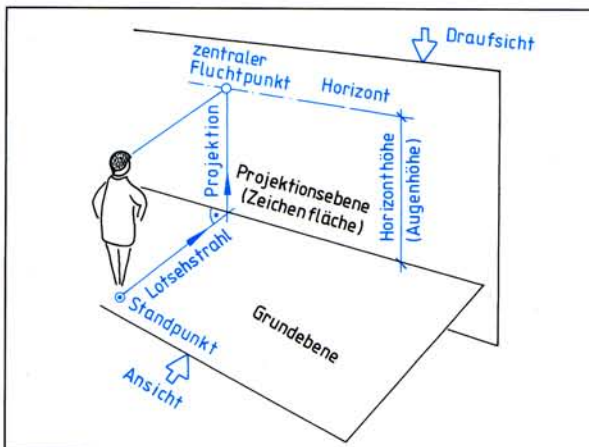 Draufsicht
zentraler
Fluchtpunkt
Horizont
Projektion
Projektionsebene
(Zeichenfläche)
Horizonthöhe
(Augenhöhe)
Lotsehstrahl
Standpunkt
Grundebene
Ansicht